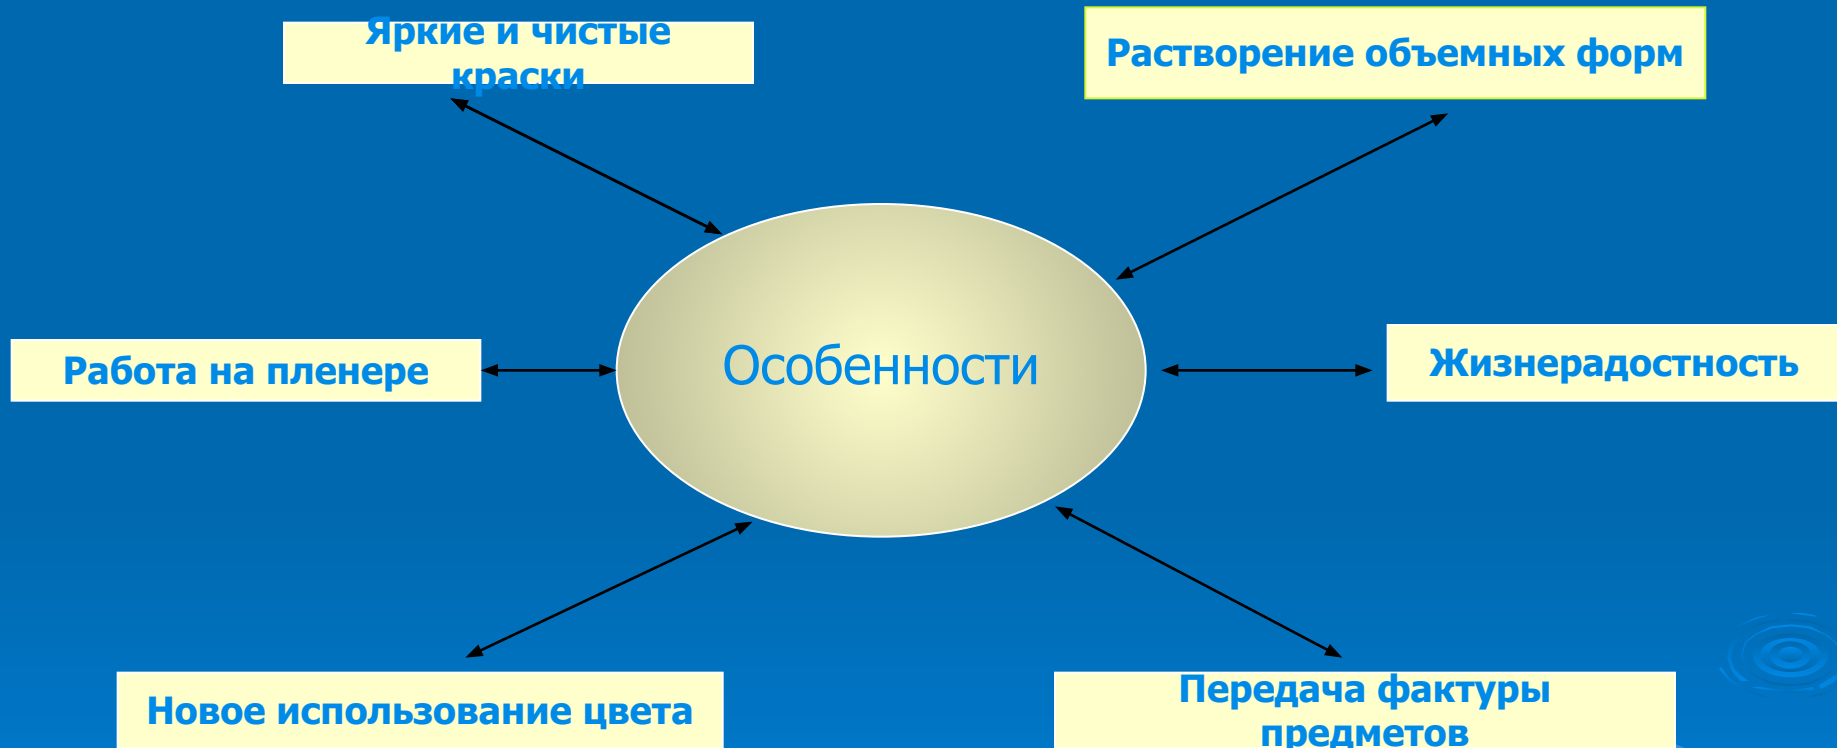 Яркие и чистые
краски
Растворение объемных форм
Работа на пленере
Особенности
Жизнерадостность
Новое использование цвета
Передача фактуры
предметов